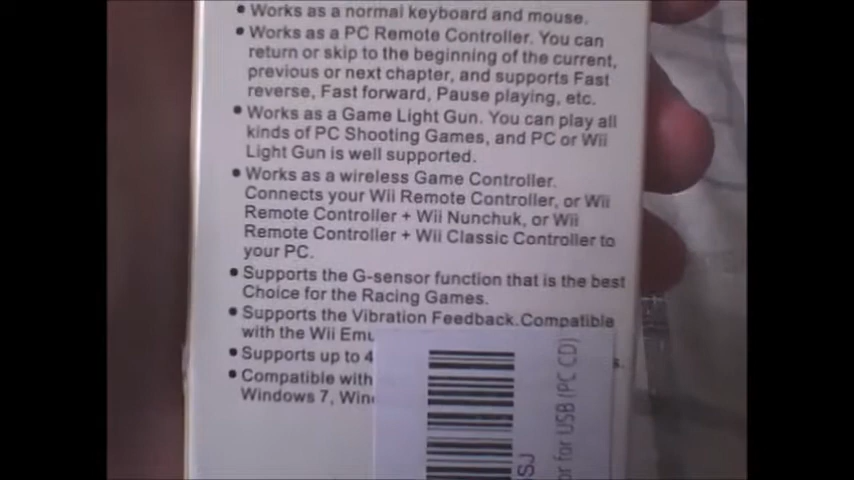 • Works as a normal keyboard and mouse.
• Works as a PC Remote Controller. You can
return or skip to the beginning of the current,
previous or next chapter, and supports Fast
reverse, Fast forward, Pause playing, etc.
• Works as a Game Light Gun. You can play all
kinds of PC Shooting Games, and PC or Wii
Light Gun is well supported.
• Works as a wireless Game Controller.
Connects your Wii Remote Controller, or Wii
Remote Controller + Wii Nunchuk, or Wii
Remote Controller + Wii Classic Controller to
your PC.
• Supports the G-sensor function that is the best
Choice for the Racing Games.
• Supports the Vibration Feedback.Compatible
with the Wii
• Supports up to 4
• Compatible with
Windows 7,
for USB (PC CD)